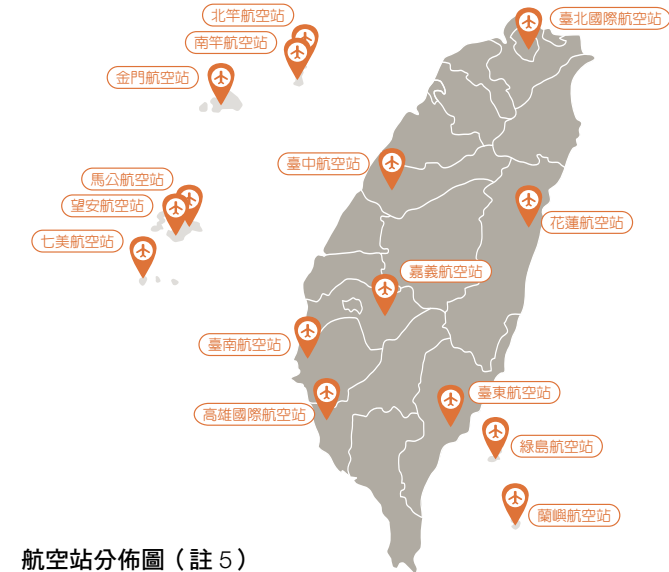 北竿航空站
臺北國際航空站
南竿航空站
金門航空站
臺中航空站
馬公航空站
望安航空站
花蓮航空站
七美航空站
嘉義航空站
臺南航空站
臺東航空站
高雄國際航空站
綠島航空站
蘭嶼航空站
航空站分佈圖（註 5）